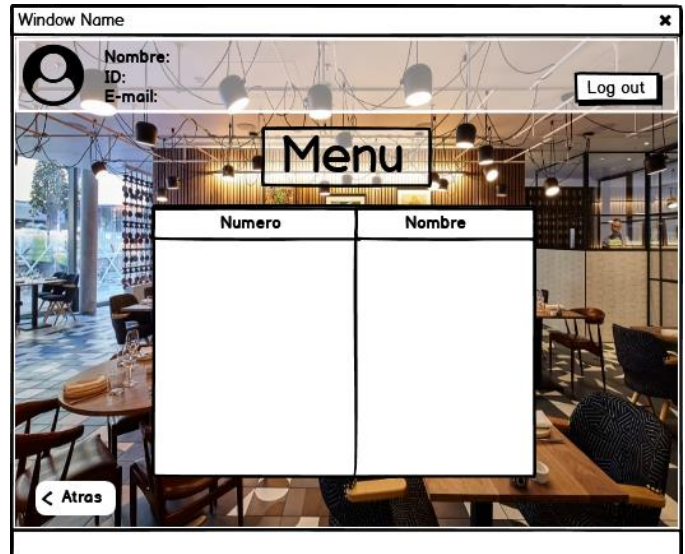 Window Name
Nombre:
ID:
E-mail:
Log out
Menu
Numero Nombre
Atras